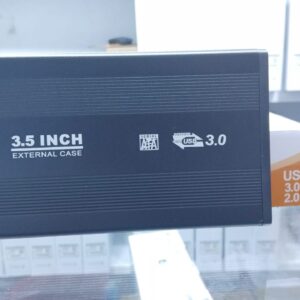 3.5 INCH
EXTERNAL CASE
SATA
USB 3.0
US
3.0
2.0